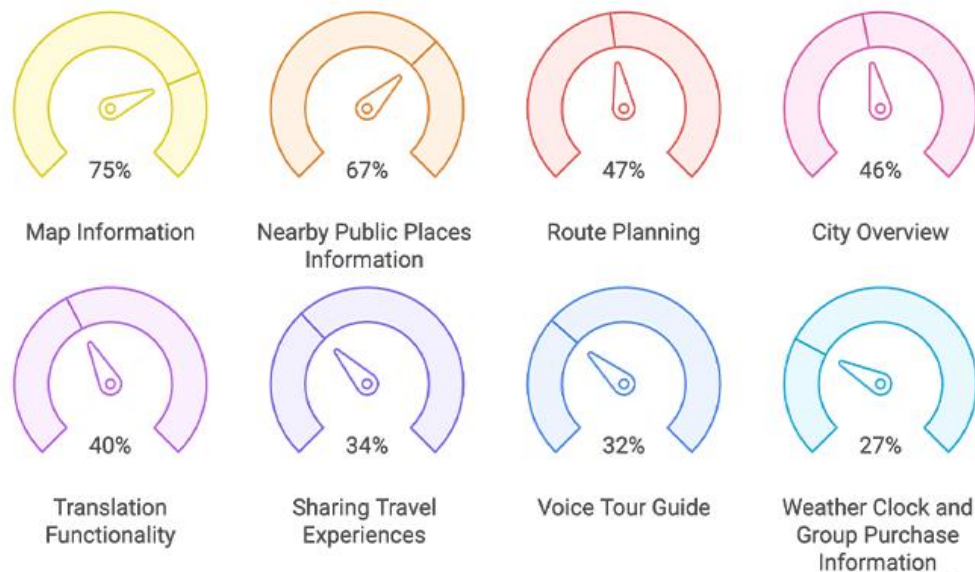 75%
67%
47%
46%
Map Information
Nearby Public Places
Information
Route Planning
City Overview
40%
34%
32%
27%
Translation
Functionality
Sharing Travel
Experiences
Voice Tour Guide
Weather Clock and
Group Purchase
Information